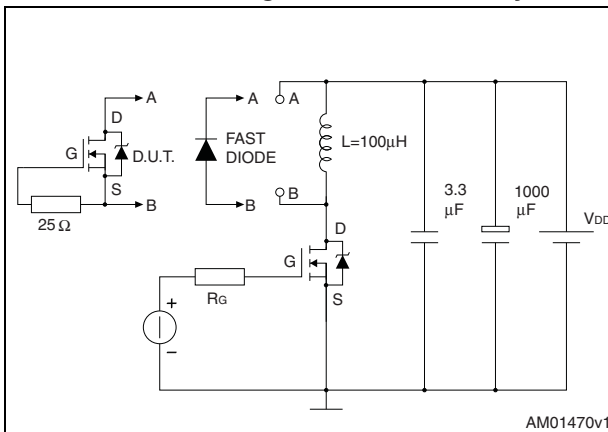 A
A
A
D
FAST
DIODE
L=100µH
G
D.U.T.
S
B
B
B
25 Ω
3.3
µF
1000
µF
VDD
D
G
S
RG
+
−
AM01470v1